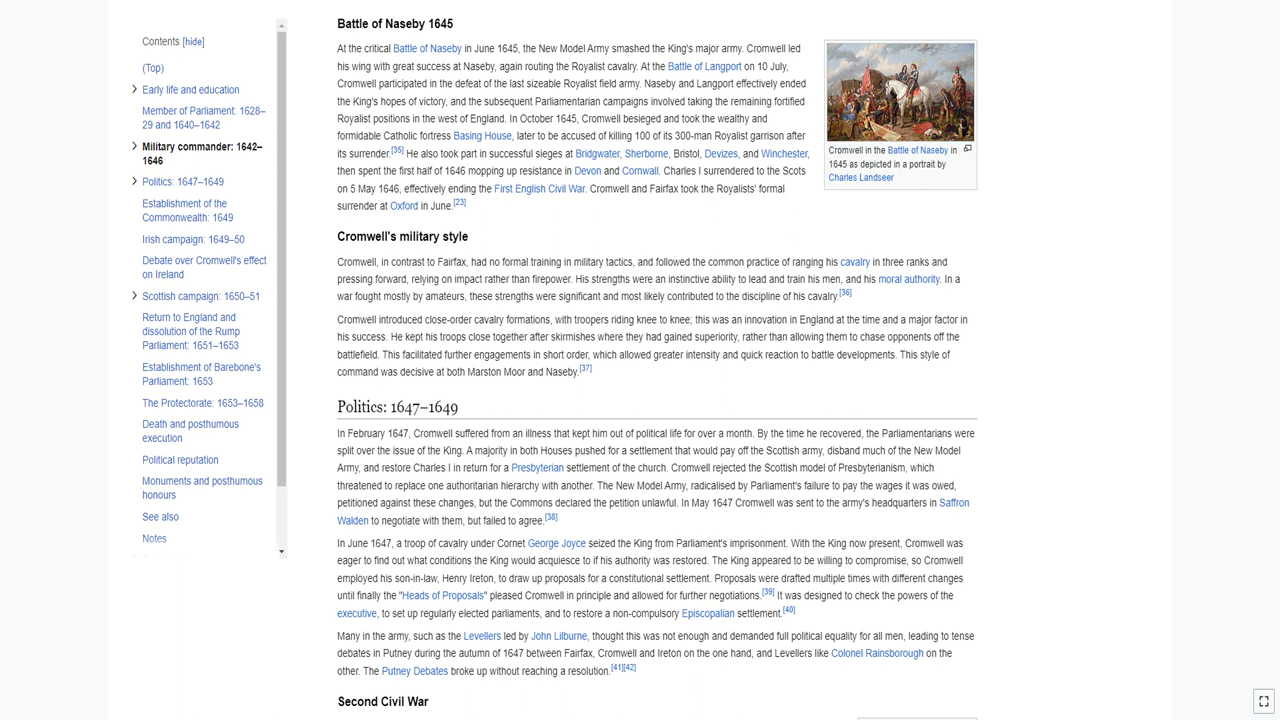 Contents [hide]
(Top)
Early life and education
Member of Parliament: 1628–
29 and 1640–1642
Military commander: 1642–
1646
Politics: 1647–1649
Establishment of the
Commonwealth: 1649
Irish campaign: 1649–50
Debate over Cromwell's effect
on Ireland
Scottish campaign: 1650–51
Return to England and
dissolution of the Rump
Parliament: 1651–1653
Establishment of Barebone's
Parliament: 1653
The Protectorate: 1653–1658
Death and posthumous
execution
Political reputation
Monuments and posthumous
honours
See also
Notes
Battle of Naseby 1645
At the critical Battle of Naseby in June 1645, the New Model Army smashed the King's major army. Cromwell led
his wing with great success at Naseby, again routing the Royalist cavalry. At the Battle of Langport on 10 July,
Cromwell participated in the defeat of the last sizeable Royalist field army. Naseby and Langport effectively ended
the King's hopes of victory, and the subsequent Parliamentarian campaigns involved taking the remaining fortified
Royalist positions in the west of England. In October 1645, Cromwell besieged and took the wealthy and
formidable Catholic fortress Basing House, later to be accused of killing 100 of its 300-man Royalist garrison after
its surrender.[35] He also took part in successful sieges at Bridgwater, Sherborne, Bristol, Devizes, and Winchester,
then spent the first half of 1646 mopping up resistance in Devon and Cornwall. Charles I surrendered to the Scots
on 5 May 1646, effectively ending the First English Civil War. Cromwell and Fairfax took the Royalists' formal
surrender at Oxford in June.[23]
Cromwell in the Battle of Naseby in
1645 as depicted in a portrait by
Charles Landseer
Cromwell's military style
Cromwell, in contrast to Fairfax, had no formal training in military tactics, and followed the common practice of ranging his cavalry in three ranks and
pressing forward, relying on impact rather than firepower. His strengths were an instinctive ability to lead and train his men, and his moral authority. In a
war fought mostly by amateurs, these strengths were significant and most likely contributed to the discipline of his cavalry.[36]
Cromwell introduced close-order cavalry formations, with troopers riding knee to knee; this was an innovation in England at the time and a major factor in
his success. He kept his troops close together after skirmishes where they had gained superiority, rather than allowing them to chase opponents off the
battlefield. This facilitated further engagements in short order, which allowed greater intensity and quick reaction to battle developments. This style of
command was decisive at both Marston Moor and Naseby.[37]
Politics: 1647–1649
In February 1647, Cromwell suffered from an illness that kept him out of political life for over a month. By the time he recovered, the Parliamentarians were
split over the issue of the King. A majority in both Houses pushed for a settlement that would pay off the Scottish army, disband much of the New Model
Army, and restore Charles I in return for a Presbyterian settlement of the church. Cromwell rejected the Scottish model of Presbyterianism, which
threatened to replace one authoritarian hierarchy with another. The New Model Army, radicalised by Parliament's failure to pay the wages it was owed,
petitioned against these changes, but the Commons declared the petition unlawful. In May 1647 Cromwell was sent to the army's headquarters in Saffron
Walden to negotiate with them, but failed to agree.[38]
In June 1647, a troop of cavalry under Cornet George Joyce seized the King from Parliament's imprisonment. With the King now present, Cromwell was
eager to find out what conditions the King would acquiesce to if his authority was restored. The King appeared to be willing to compromise, so Cromwell
employed his son-in-law, Henry Ireton, to draw up proposals for a constitutional settlement. Proposals were drafted multiple times with different changes
until finally the "Heads of Proposals" pleased Cromwell in principle and allowed for further negotiations.[39] It was designed to check the powers of the
executive, to set up regularly elected parliaments, and to restore a non-compulsory Episcopalian settlement.[40]
Many in the army, such as the Levellers led by John Lilburne, thought this was not enough and demanded full political equality for all men, leading to tense
debates in Putney during the autumn of 1647 between Fairfax, Cromwell and Ireton on the one hand, and Levellers like Colonel Rainsborough on the
other. The Putney Debates broke up without reaching a resolution.[41][42]
Second Civil War